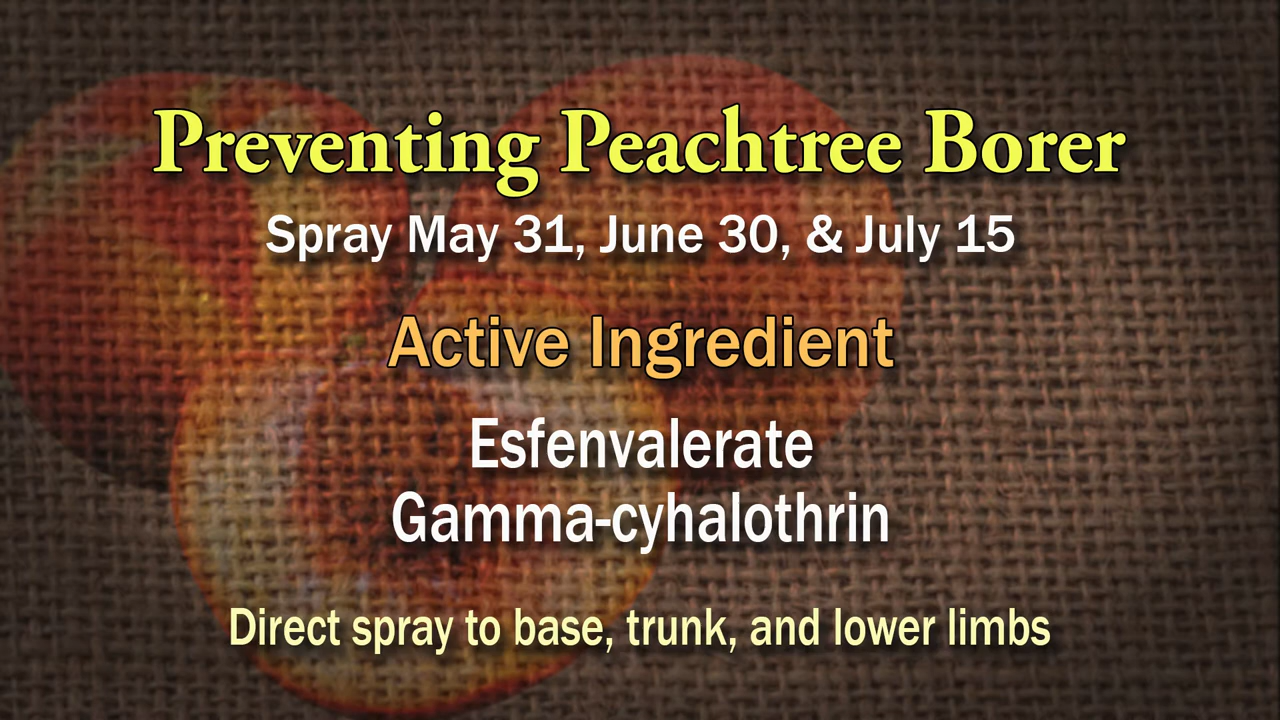 Preventing Peachtree Borer
Spray May 31, June 30, & July 15
Active Ingredient
Esfenvalerate
Gamma-cyhalothrin
Direct spray to base, trunk, and lower limbs